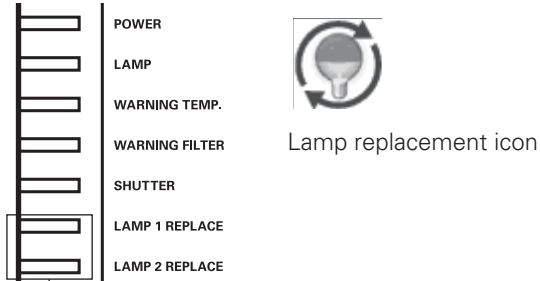 POWER
LAMP
WARNING TEMP.
WARNING FILTER
SHUTTER
LAMP 1 REPLACE
LAMP 2 REPLACE
Lamp replacement icon